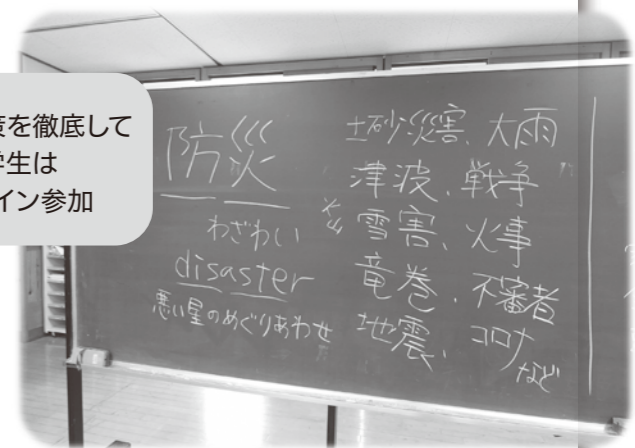 策を徹底して
学生は
イン参加
防災
わざわい
disaster
悪い星のめぐりあわせ
土砂災害、大雨
津波、戦争
雪害、火事
竜巻、不審者
地震、コロナ
など